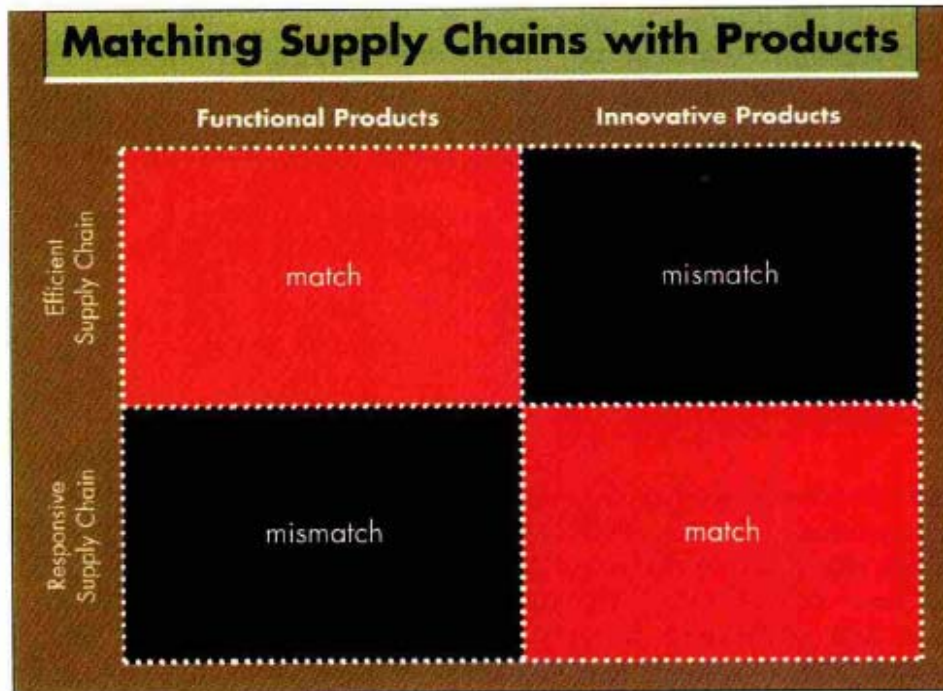 Matching Supply Chains with Products
Functional Products
Innovative Products
Efficient
Supply Chain
match
mismatch
Responsive
Supply Chain
mismatch
match